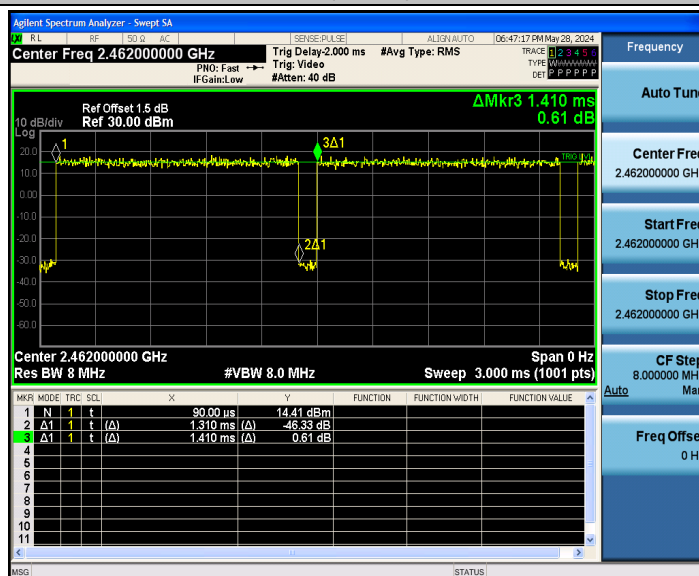 Agilent Spectrum Analyzer - Swept SA
LXI RL RF 50 Ω AC SENSE:PULSE ALIGN AUTO 06:47:17 PM May 28, 2024
Center Freq 2.462000000 GHz
PNO: Fast
IFGain:Low
Trig Delay-2.000 ms
Trig: Video
#Atten: 40 dB
#Avg Type: RMS
TRACE 1 2 3 4 5 6
TYPE W
DET P P P P P P
Ref Offset 1.5 dB
10 dB/div Ref 30.00 dBm
Log
ΔMkr3 1.410 ms
0.61 dB
20.0
10.0
0.00
-10.0
-20.0
-30.0
-40.0
-50.0
-60.0
1
3Δ1
2Δ1
TRIG LVL
Center 2.462000000 GHz Span 0 Hz
Res BW 8 MHz #VBW 8.0 MHz Sweep 3.000 ms (1001 pts)
MKR MODE TRC SCL X Y FUNCTION FUNCTION WIDTH FUNCTION VALUE
1 N 1 t 90.00 µs 14.41 dBm
2 Δ1 1 t (Δ) 1.310 ms (Δ) -46.33 dB
3 Δ1 1 t (Δ) 1.410 ms (Δ) 0.61 dB
4
5
6
7
8
9
10
11
MSG STATUS
Frequency
Auto Tun
Center Fre
2.462000000 GH
Start Fre
2.462000000 GH
Stop Fre
2.462000000 GH
CF Step
8.000000 MH
Auto Ma
Freq Offse
0 H